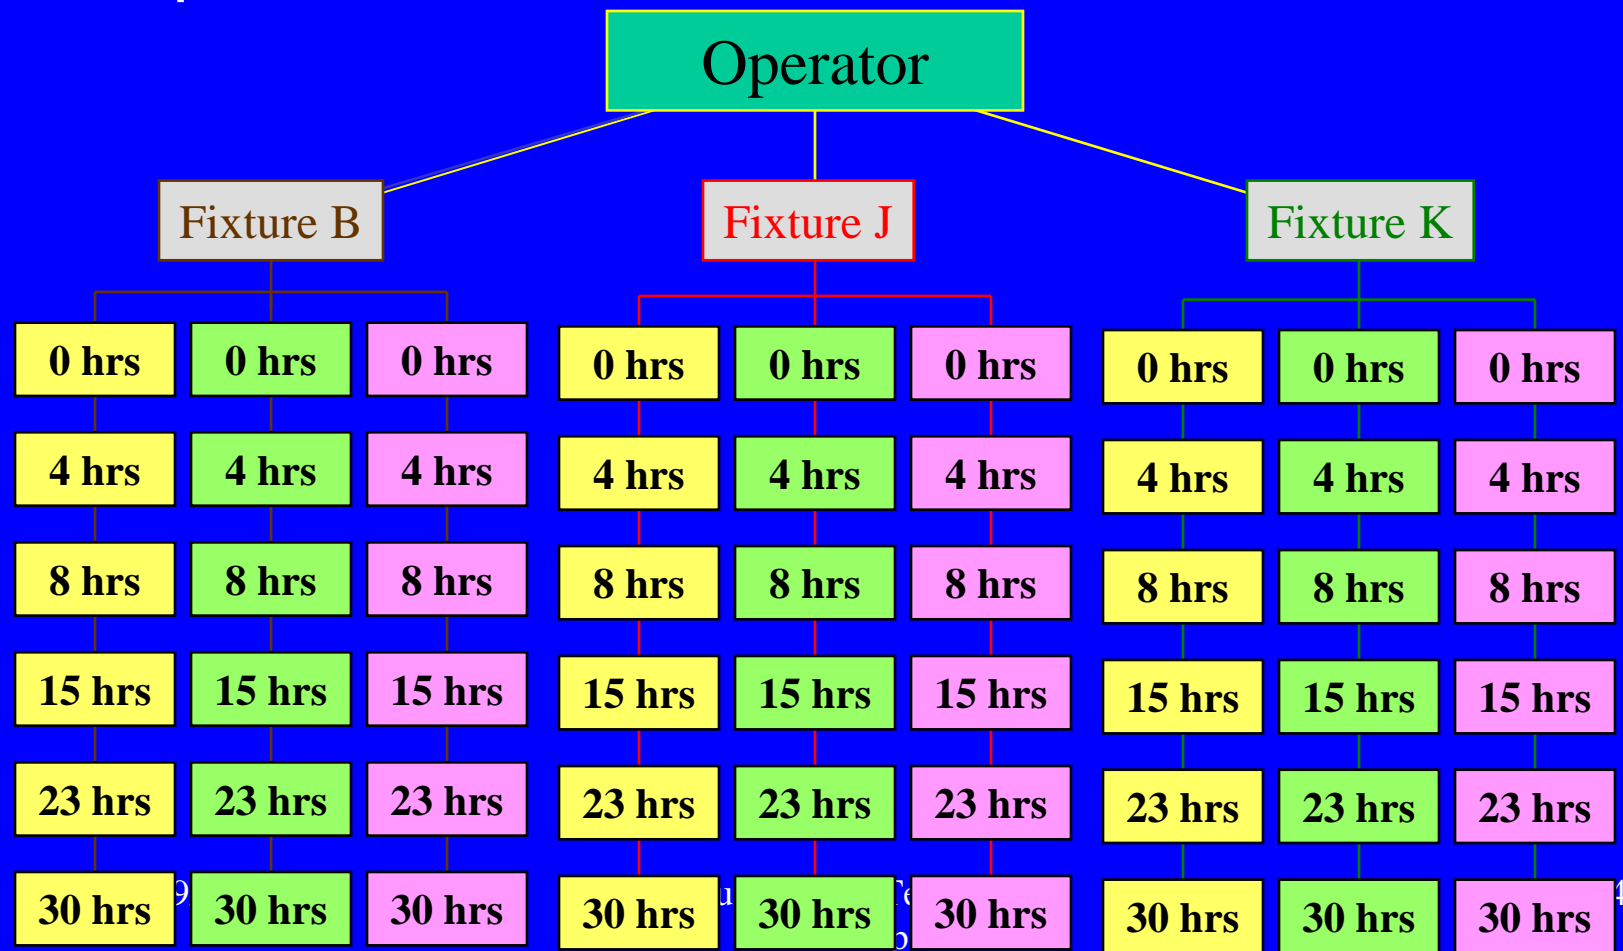 Operator
Fixture B Fixture J Fixture K
0 hrs 0 hrs 0 hrs 0 hrs 0 hrs 0 hrs 0 hrs 0 hrs 0 hrs
4 hrs 4 hrs 4 hrs 4 hrs 4 hrs 4 hrs 4 hrs 4 hrs 4 hrs
8 hrs 8 hrs 8 hrs 8 hrs 8 hrs 8 hrs 8 hrs 8 hrs 8 hrs
15 hrs 15 hrs 15 hrs 15 hrs 15 hrs 15 hrs 15 hrs 15 hrs 15 hrs
23 hrs 23 hrs 23 hrs 23 hrs 23 hrs 23 hrs 23 hrs 23 hrs 23 hrs
30 hrs 30 hrs 30 hrs 30 hrs 30 hrs 30 hrs 30 hrs 30 hrs 30 hrs